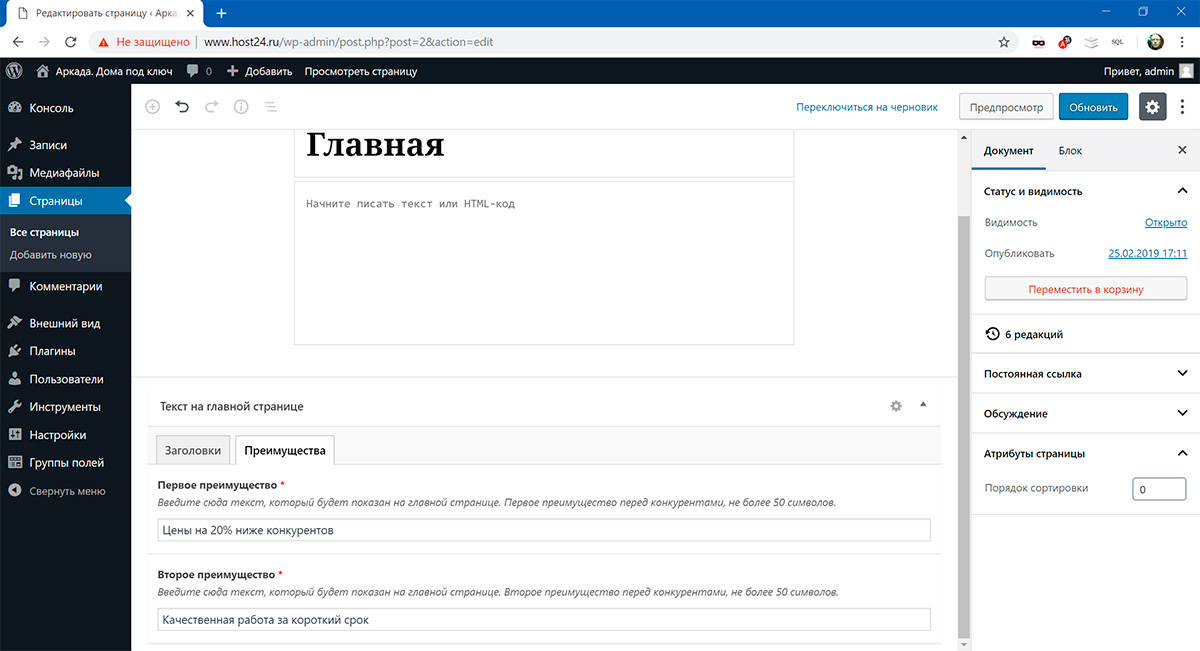 Редактировать страницу ‹ Арка
Не защищено www.host24.ru/wp-admin/post.php?post=2&action=edit
SQL
Аркада. Дома под ключ 0 Добавить Просмотреть страницу Привет, admin
Консоль
Записи
Медиафайлы
Страницы
Все страницы
Добавить новую
Комментарии
Внешний вид
Плагины
Пользователи
Инструменты
Настройки
Группы полей
Свернуть меню
Переключиться на черновик Предпросмотр Обновить
Главная
Начните писать текст или HTML-код
Текст на главной странице
Заголовки Преимущества
Первое преимущество *
Введите сюда текст, который будет показан на главной странице. Первое преимущество перед конкурентами, не более 50 символов.
Цены на 20% ниже конкурентов
Второе преимущество *
Введите сюда текст, который будет показан на главной странице. Второе преимущество перед конкурентами, не более 50 символов.
Качественная работа за короткий срок
Документ Блок
Статус и видимость
Видимость Открыто
Опубликовать 25.02.2019 17:11
Переместить в корзину
6 редакций
Постоянная ссылка
Обсуждение
Атрибуты страницы
Порядок сортировки 0